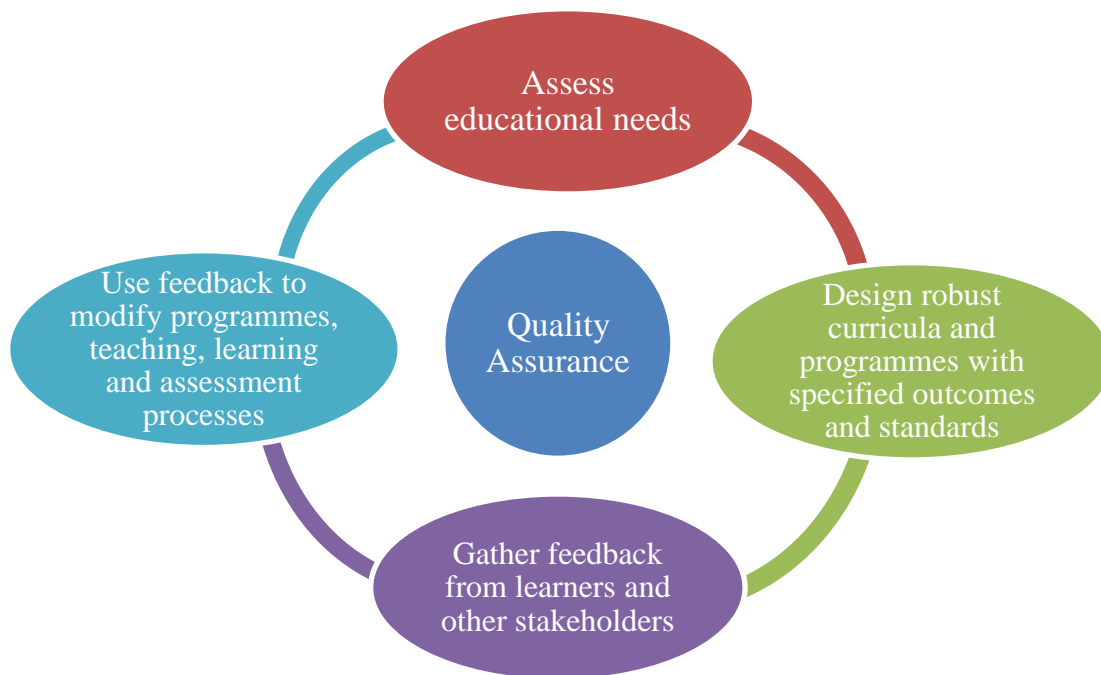 Assess
educational needs
Design robust
curricula and
programmes with
specified outcomes
and standards
Gather feedback
from learners and
other stakeholders
Use feedback to
modify programmes,
teaching, learning
and assessment
processes
Quality
Assurance